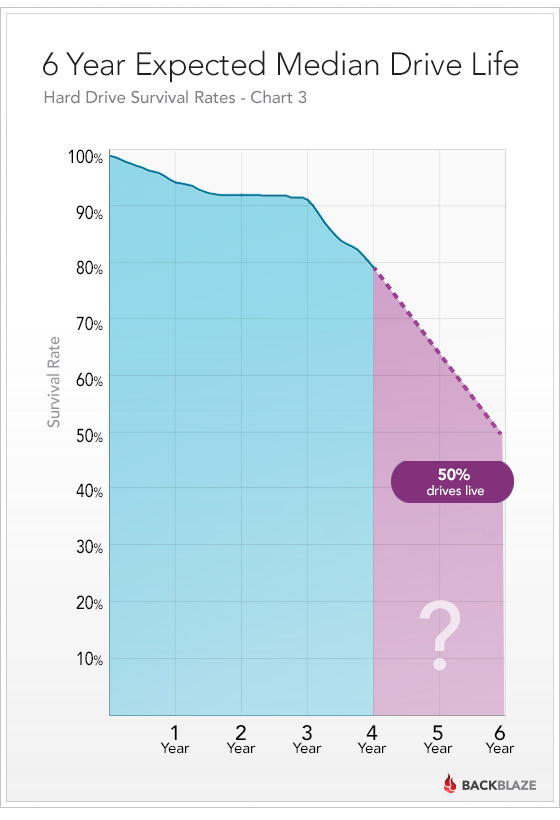 6 Year Expected Median Drive Life
Hard Drive Survival Rates - Chart 3
100%
90%
80%
70%
60%
50%
40%
30%
20%
10%
Survival Rate
50%
drives live
?
1 2 3 4 5 6
Year Year Year Year Year Year
BACKBLAZE